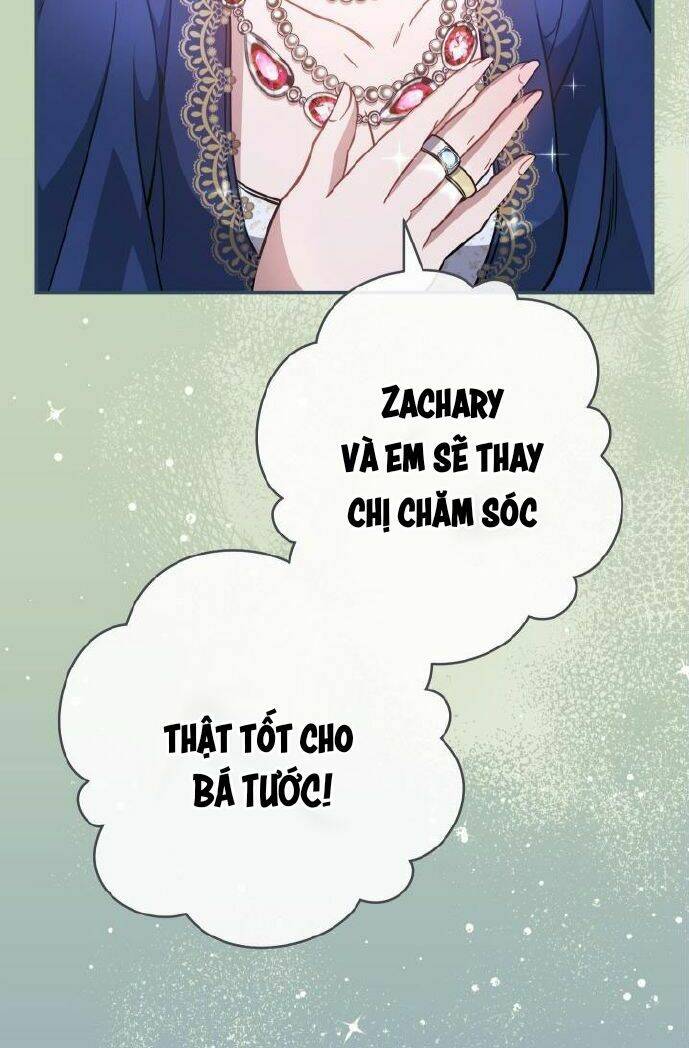 ZACHARY
VÀ EM SẼ THAY
CHỊ CHĂM SÓC
THẬT TỐT CHO
BÁ TƯỚC!